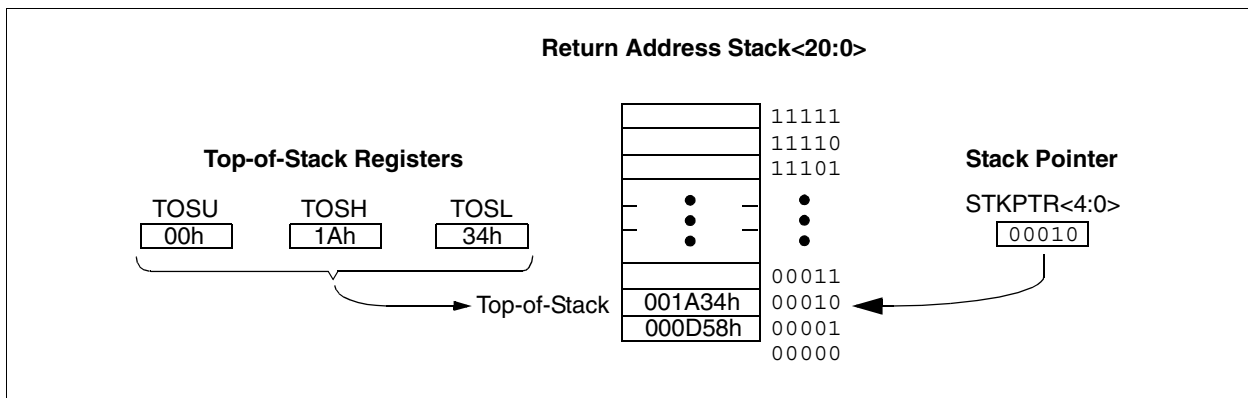 Return Address Stack<20:0>
Top-of-Stack Registers
TOSU TOSH TOSL
00h 1Ah 34h
11111
11110
11101
00011
Top-of-Stack 001A34h 00010
000D58h 00001
00000
Stack Pointer
STKPTR<4:0>
00010